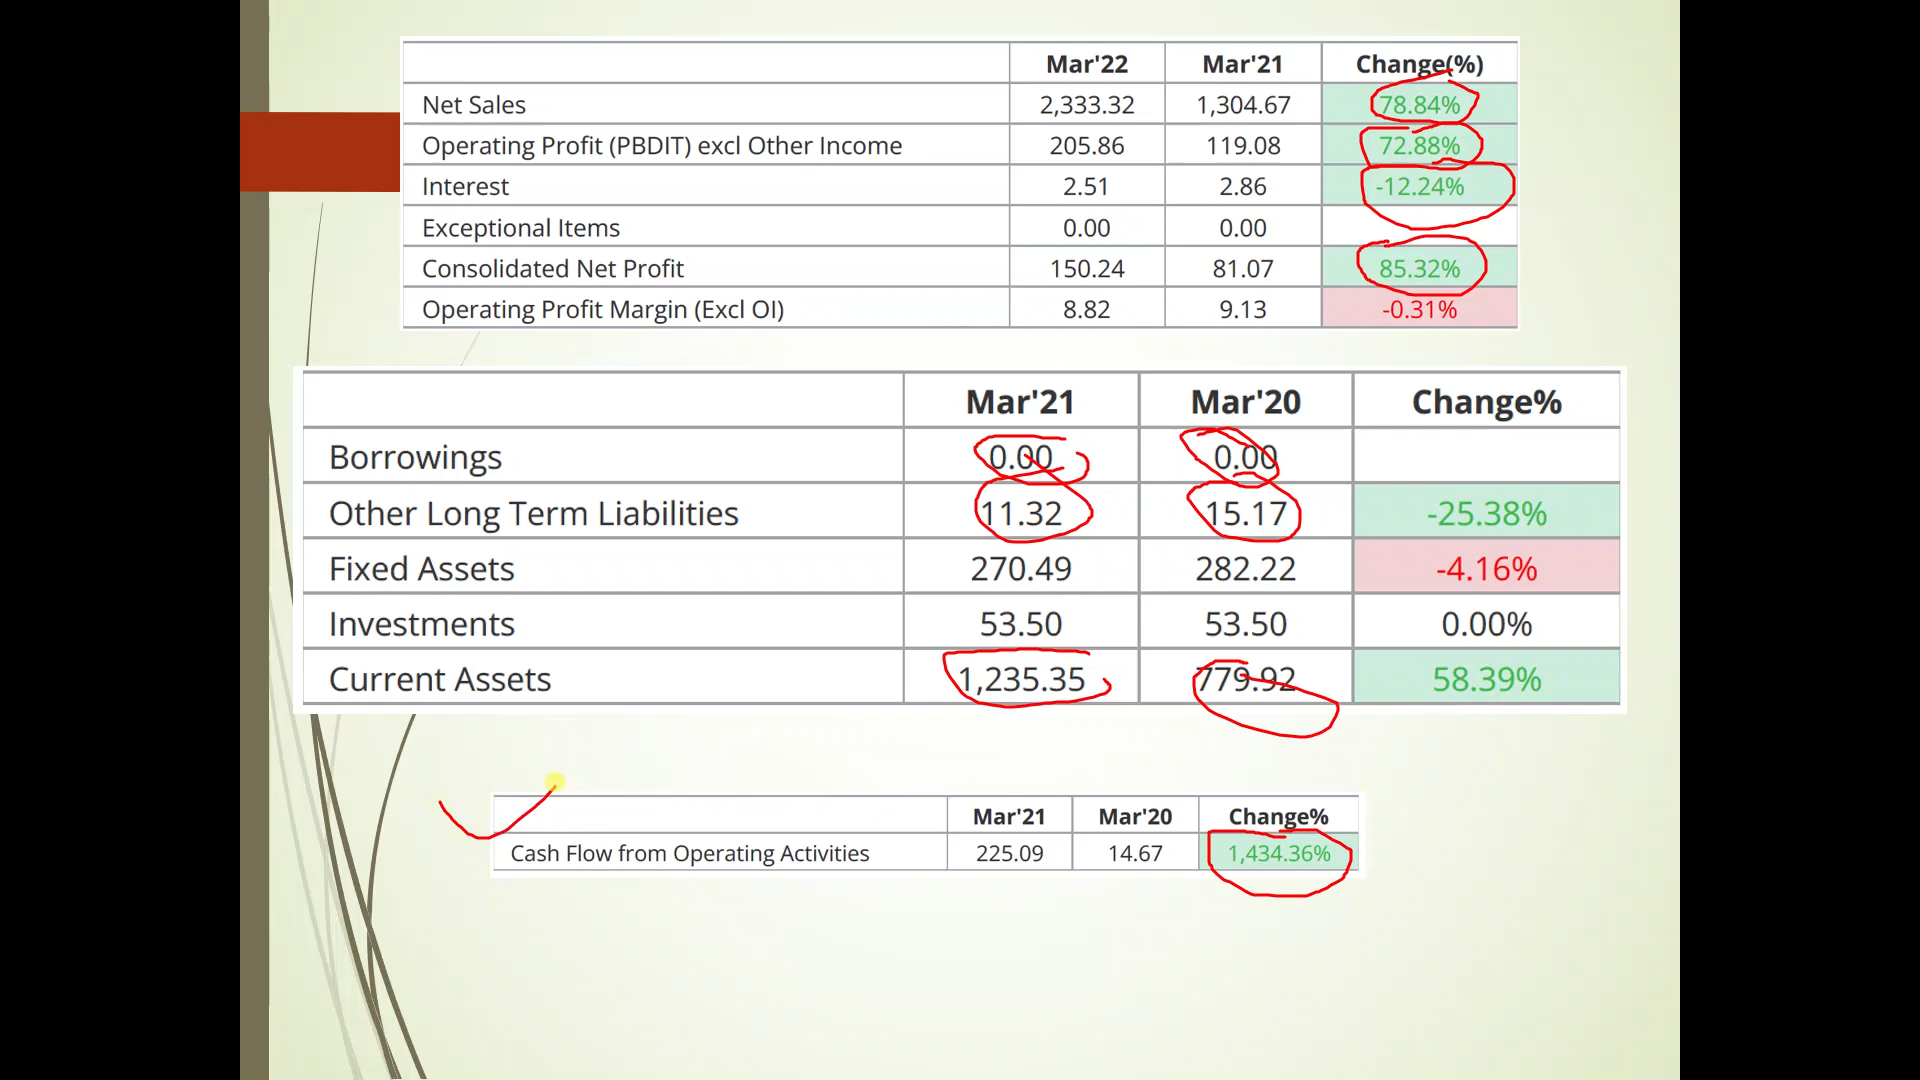 Mar'22 Mar'21 Change(%)
Net Sales 2,333.32 1,304.67 78.84%
Operating Profit (PBDIT) excl Other Income 205.86 119.08 72.88%
Interest 2.51 2.86 -12.24%
Exceptional Items 0.00 0.00
Consolidated Net Profit 150.24 81.07 85.32%
Operating Profit Margin (Excl OI) 8.82 9.13 -0.31%
Mar'21 Mar'20 Change%
Borrowings 0.00 0.00
Other Long Term Liabilities 11.32 15.17 -25.38%
Fixed Assets 270.49 282.22 -4.16%
Investments 53.50 53.50 0.00%
Current Assets 1,235.35 779.92 58.39%
Mar'21 Mar'20 Change%
Cash Flow from Operating Activities 225.09 14.67 1,434.36%